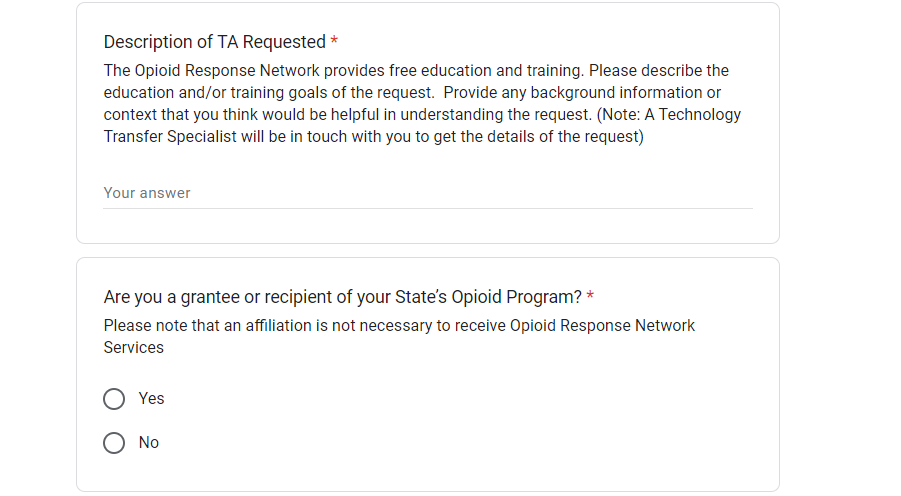 Description of TA Requested *
The Opioid Response Network provides free education and training. Please describe the
education and/or training goals of the request.  Provide any background information or
context that you think would be helpful in understanding the request. (Note: A Technology
Transfer Specialist will be in touch with you to get the details of the request)
Your answer
Are you a grantee or recipient of your State's Opioid Program? *
Please note that an affiliation is not necessary to receive Opioid Response Network
Services
Yes
No